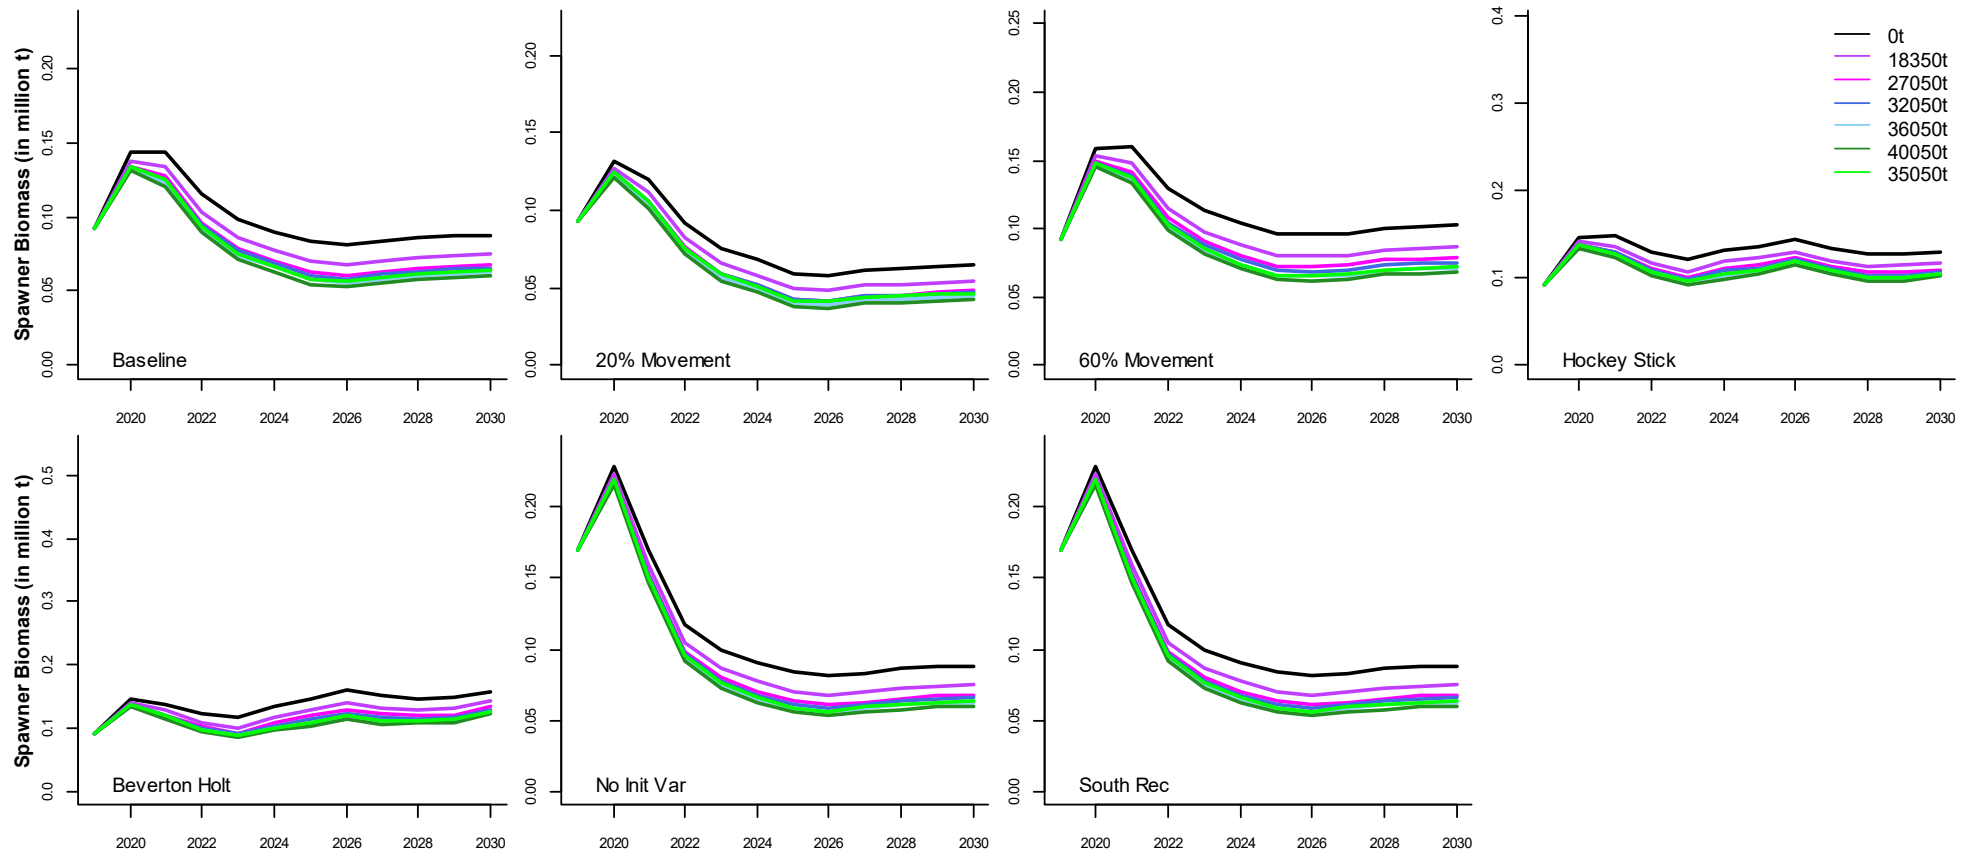 Spawner Biomass (in million t)
0.00 0.05 0.10 0.15 0.20
Baseline
2020 2022 2024 2026 2028 2030
0.00 0.05 0.10 0.15 0.20
20% Movement
2020 2022 2024 2026 2028 2030
0.00 0.05 0.10 0.15 0.20 0.25
60% Movement
2020 2022 2024 2026 2028 2030
0.0 0.1 0.2 0.3 0.4
Hockey Stick
2020 2022 2024 2026 2028 2030
0t
18350t
27050t
32050t
36050t
40050t
35050t
Spawner Biomass (in million t)
0.0 0.1 0.2 0.3 0.4 0.5
Beverton Holt
2020 2022 2024 2026 2028 2030
0.00 0.05 0.10 0.15 0.20
No Init Var
2020 2022 2024 2026 2028 2030
0.00 0.05 0.10 0.15 0.20
South Rec
2020 2022 2024 2026 2028 2030